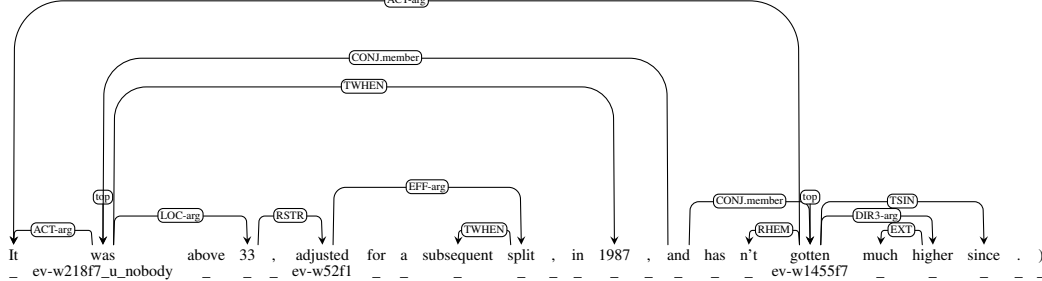 ACT-arg
CONJ.member
TWHEN
EFF-arg
top CONJ.member top TSIN
ACT-arg LOC-arg RSTR TWHEN RHEM DIR3-arg EXT
It was above 33 , adjusted for a subsequent split , in 1987 , and has n't gotten much higher since . )
_ ev-w218f7_u_nobody _ _ _ ev-w52f1 _ _ _ _ _ _ _ _ _ _ _ ev-w1455f7 _ _ _ _ _